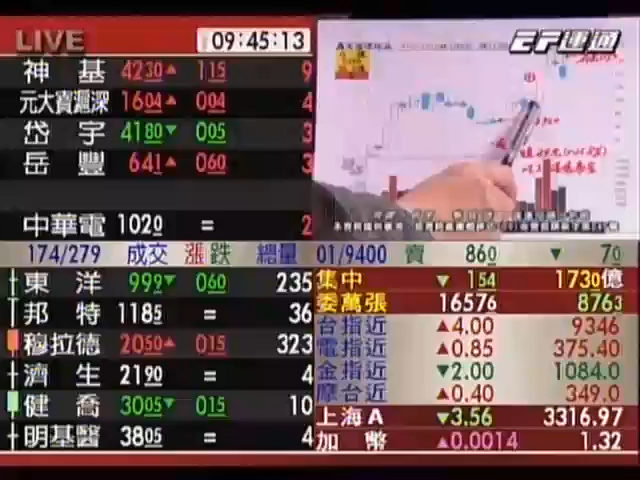 LIVE 09:45:13
神基 4230▲ 115 9
元大寶滬深 1604▲ 004 4
岱宇 4180▼ 005 3
岳豐 641▲ 060 3
中華電 1020 = 2
174/279 成交 漲跌 總量
東洋 999▼ 060 235
邦特 1185 = 36
穆拉德 2050▲ 015 323
濟生 2190 = 4
健喬 3005▼ 015 10
明基醫 3805 = 4
EF運通
01/9400 賣 860 ▼ 70
集中 ▼ 154 1730億
委萬張 16576 8763
台指近 ▲4.00 9346
電指近 ▲0.85 375.40
金指近 ▼2.00 1084.0
摩台近 ▲0.40 349.0
上海A ▼3.56 3316.97
加幣 ▲0.0014 1.32